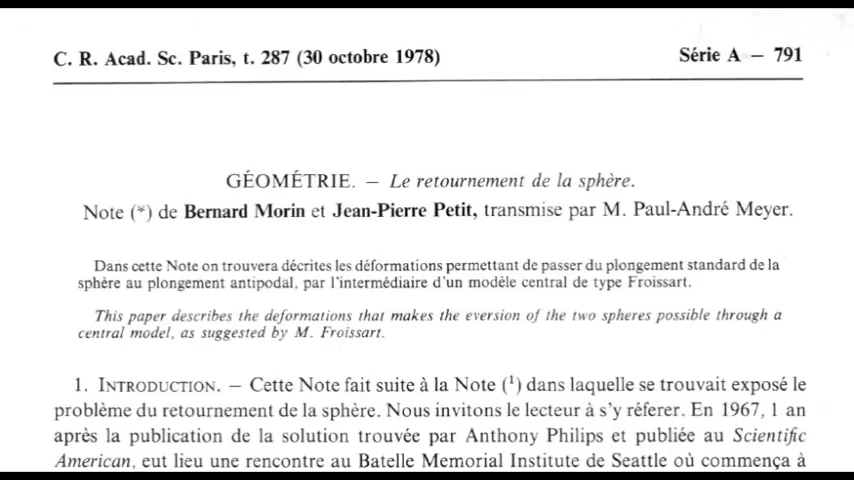 C. R. Acad. Sc. Paris, t. 287 (30 octobre 1978)
Série A — 791
GÉOMÉTRIE. — Le retournement de la sphère.
Note (*) de Bernard Morin et Jean-Pierre Petit, transmise par M. Paul-André Meyer.
Dans cette Note on trouvera décrites les déformations permettant de passer du plongement standard de la
sphère au plongement antipodal, par l'intermédiaire d'un modèle central de type Froissart.
This paper describes the deformations that makes the eversion of the two spheres possible through a
central model, as suggested by M. Froissart.
1. INTRODUCTION. — Cette Note fait suite à la Note (¹) dans laquelle se trouvait exposé le
problème du retournement de la sphère. Nous invitons le lecteur à s'y réferer. En 1967, 1 an
après la publication de la solution trouvée par Anthony Philips et publiée au Scientific
American, eut lieu une rencontre au Batelle Memorial Institute de Seattle où commença à